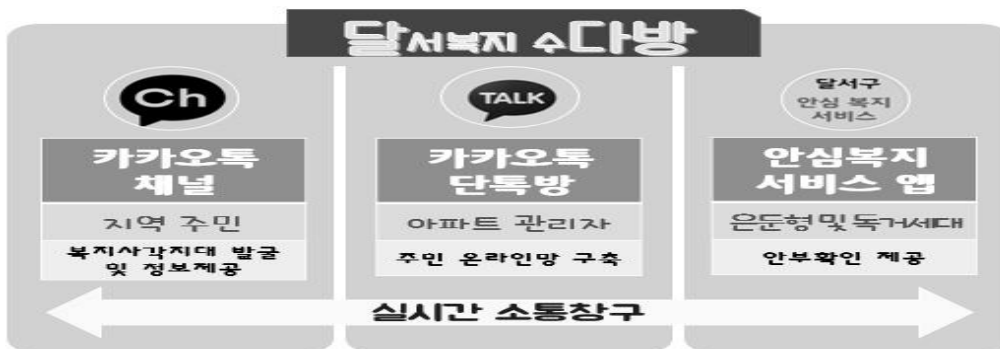 달서복지 수다방
Ch
카카오톡
채널
지역 주민
복지사각지대 발굴
및 정보제공
TALK
카카오톡
단톡방
아파트 관리자
주민 온라인망 구축
달서구
안심 복지
서비스
안심복지
서비스 앱
은둔형 및 독거세대
안부확인 제공
실시간 소통창구